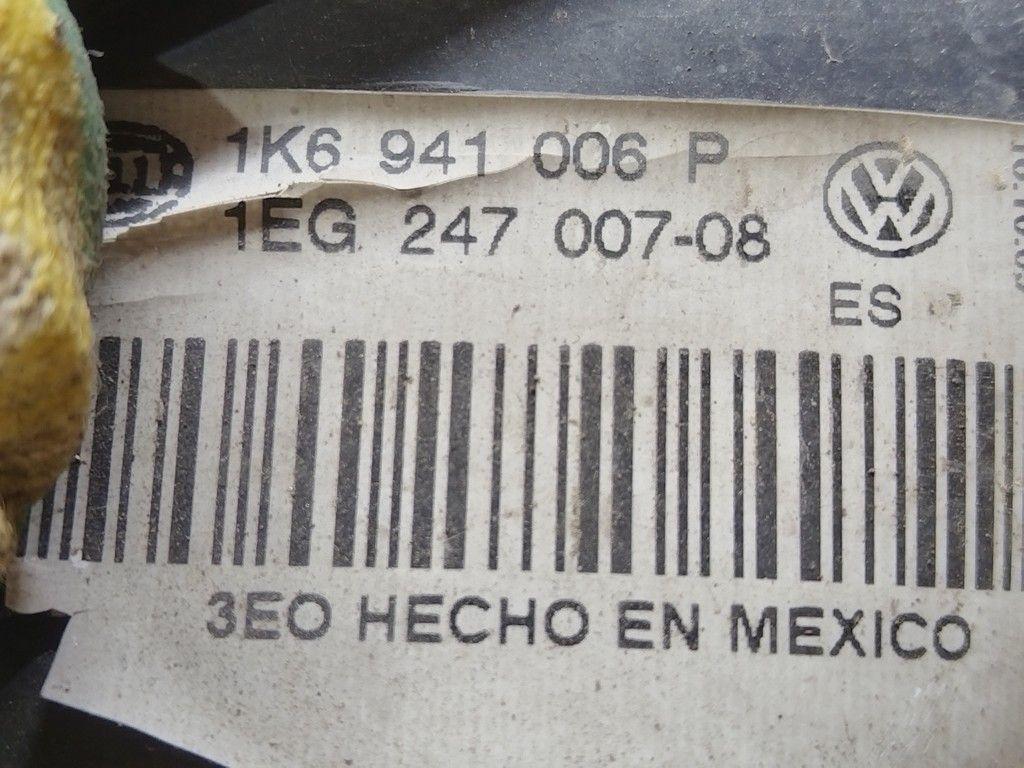 1K6 941 006 P
1EG 247 007-08
ES
3EO HECHO EN MEXICO